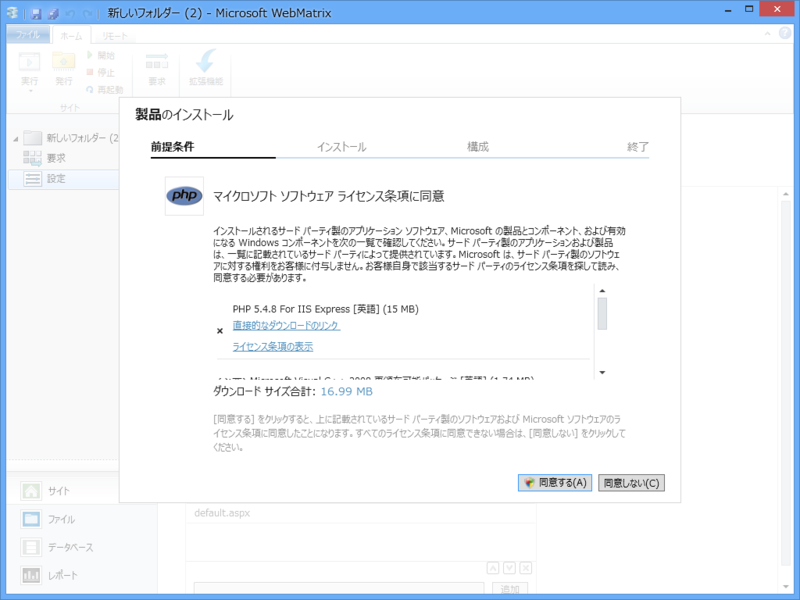 新しいフォルダー (2) - Microsoft WebMatrix
ファイル
ホーム
リモート
実行
発行
開始
停止
再起動
要求
拡張機能
サイト
新しいフォルダー (2
要求
設定
製品のインストール
前提条件
インストール
構成
終了
php
マイクロソフト ソフトウェア ライセンス条項に同意
インストールされるサード パーティ製のアプリケーション ソフトウェア、Microsoft の製品とコンポーネント、および有効
になる Windows コンポーネントを次の一覧で確認してください。サード パーティ製のアプリケーションおよび製品
は、一覧に記載されているサード パーティによって提供されています。Microsoft は、サード パーティ製のソフトウェ
アに対する権利をお客様に付与しません。お客様自身で該当するサード パーティのライセンス条項を探して読み、
同意する必要があります。
PHP 5.4.8 For IIS Express [英語] (15 MB)
直接的なダウンロードのリンク
ライセンス条項の表示
ダウンロード サイズ合計: 16.99 MB
[同意する] をクリックすると、上に記載されているサード パーティ製のソフトウェアおよび Microsoft ソフトウェアのラ
イセンス条項に同意したことになります。すべてのライセンス条項に同意できない場合は、[同意しない] をクリックして
ください。
同意する(A)
同意しない(C)
サイト
ファイル
データベース
レポート
default.aspx
追加